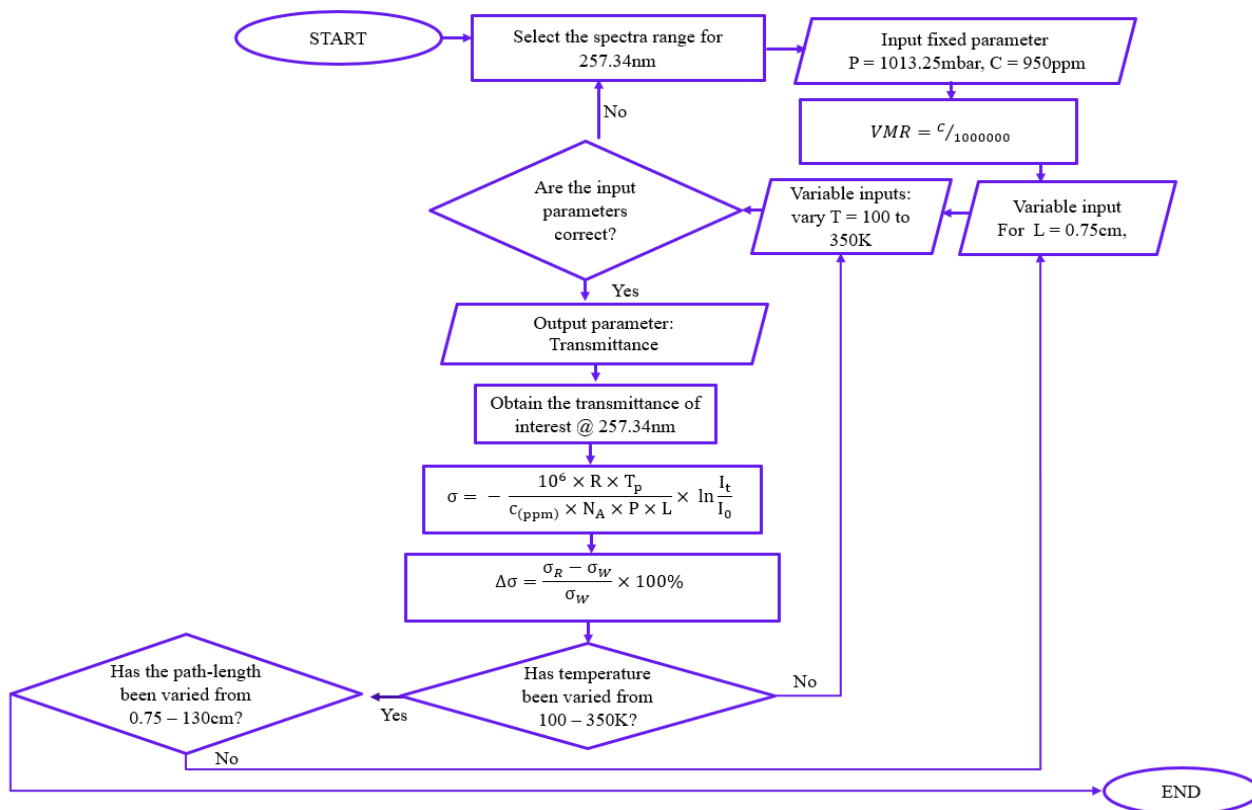 START
Select the spectra range for
257.34nm
Input fixed parameter
P = 1013.25mbar, C = 950ppm
VMR = c/1000000
Variable input
For L = 0.75cm,
Variable inputs:
vary T = 100 to
350K
Are the input
parameters
correct?
No
Yes
Output parameter:
Transmittance
Obtain the transmittance of
interest @ 257.34nm
σ = − (10⁶ × R × Tₚ)/(c₍ppm₎ × N_A × P × L) × ln I_t/I_0
Δσ = (σ_R − σ_W)/σ_W × 100%
Has temperature
been varied from
100 – 350K?
No
Yes
Has the path-length
been varied from
0.75 – 130cm?
No
END